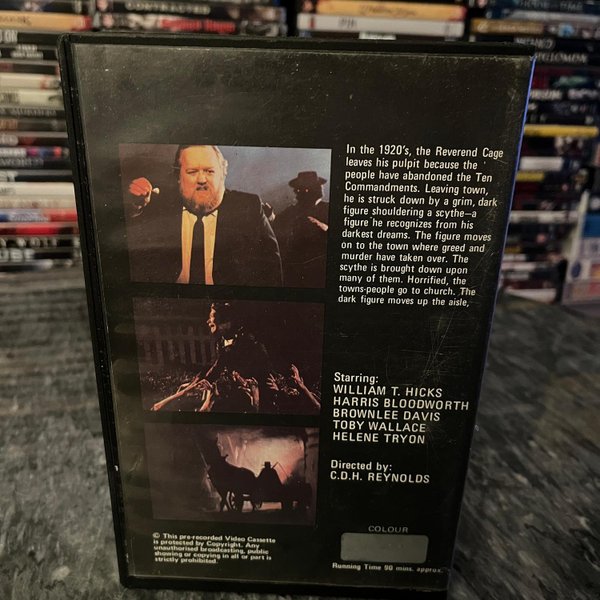 CONTRACTED
In the 1920's, the Reverend Cage
leaves his pulpit because the
people have abandoned the Ten
Commandments. Leaving town,
he is struck down by a grim, dark
figure shouldering a scythe—a
figure he recognizes from his
darkest dreams. The figure moves
on to the town where greed and
murder have taken over. The
scythe is brought down upon
many of them. Horrified, the
towns-people go to church. The
dark figure moves up the aisle,
Starring:
WILLIAM T. HICKS
HARRIS BLOODWORTH
BROWNLEE DAVIS
TOBY WALLACE
HELENE TRYON
Directed by:
C.D.H. REYNOLDS
© This pre-recorded Video Cassette
is protected by Copyright. Any
unauthorised broadcasting, public
showing or copying in all or part is
strictly prohibited.
COLOUR
Running Time 90 mins. approx.